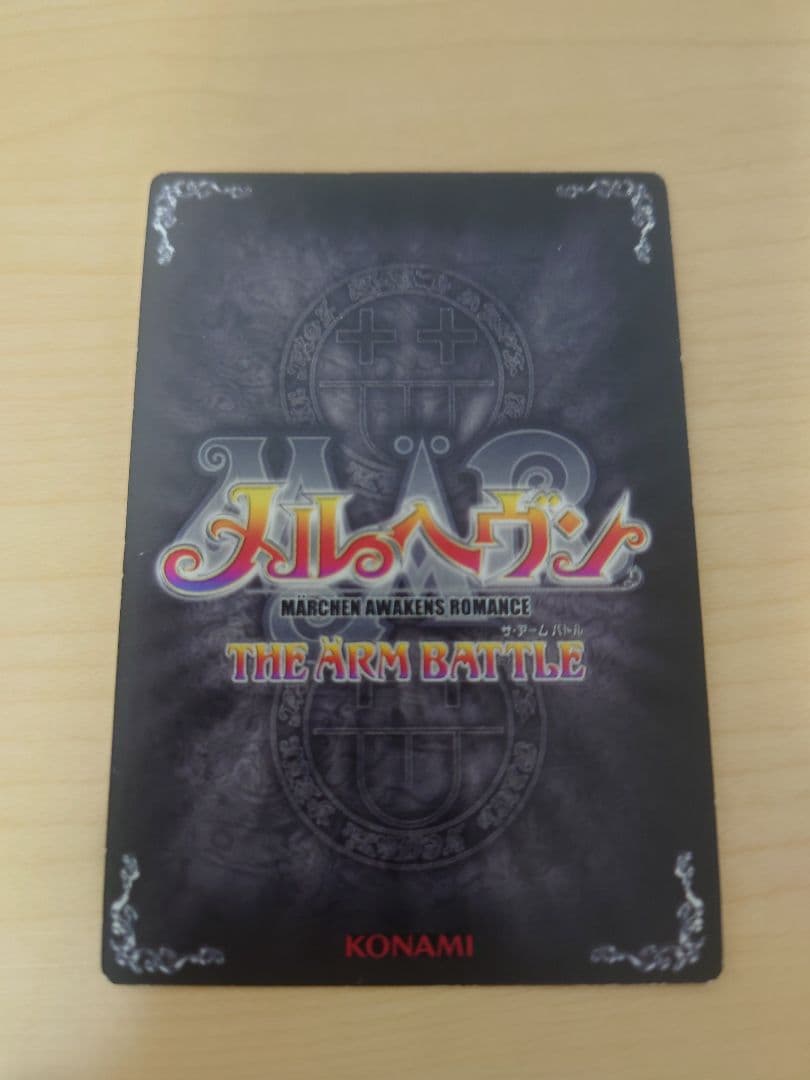 MÄR
メルヘヴン
MÄRCHEN AWAKENS ROMANCE
ザ・アーム バトル
THE ÄRM BATTLE
KONAMI